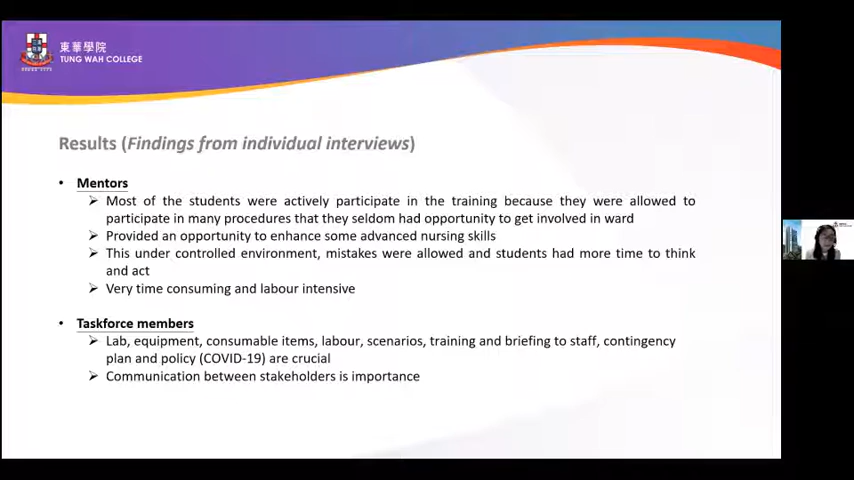 東華學院
TUNG WAH COLLEGE
Results (Findings from individual interviews)
• Mentors
➢ Most of the students were actively participate in the training because they were allowed to
participate in many procedures that they seldom had opportunity to get involved in ward
➢ Provided an opportunity to enhance some advanced nursing skills
➢ This under controlled environment, mistakes were allowed and students had more time to think
and act
➢ Very time consuming and labour intensive
• Taskforce members
➢ Lab, equipment, consumable items, labour, scenarios, training and briefing to staff, contingency
plan and policy (COVID-19) are crucial
➢ Communication between stakeholders is importance